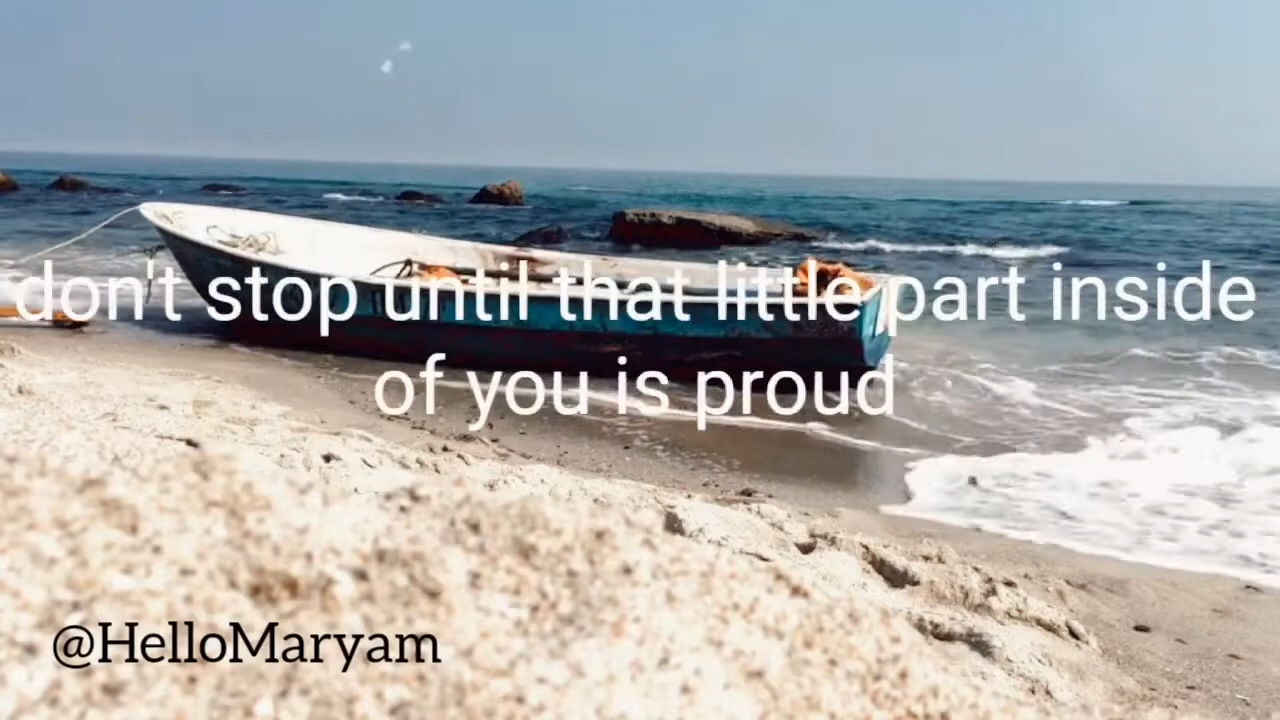 don't stop until that little part inside
of you is proud
@HelloMaryam